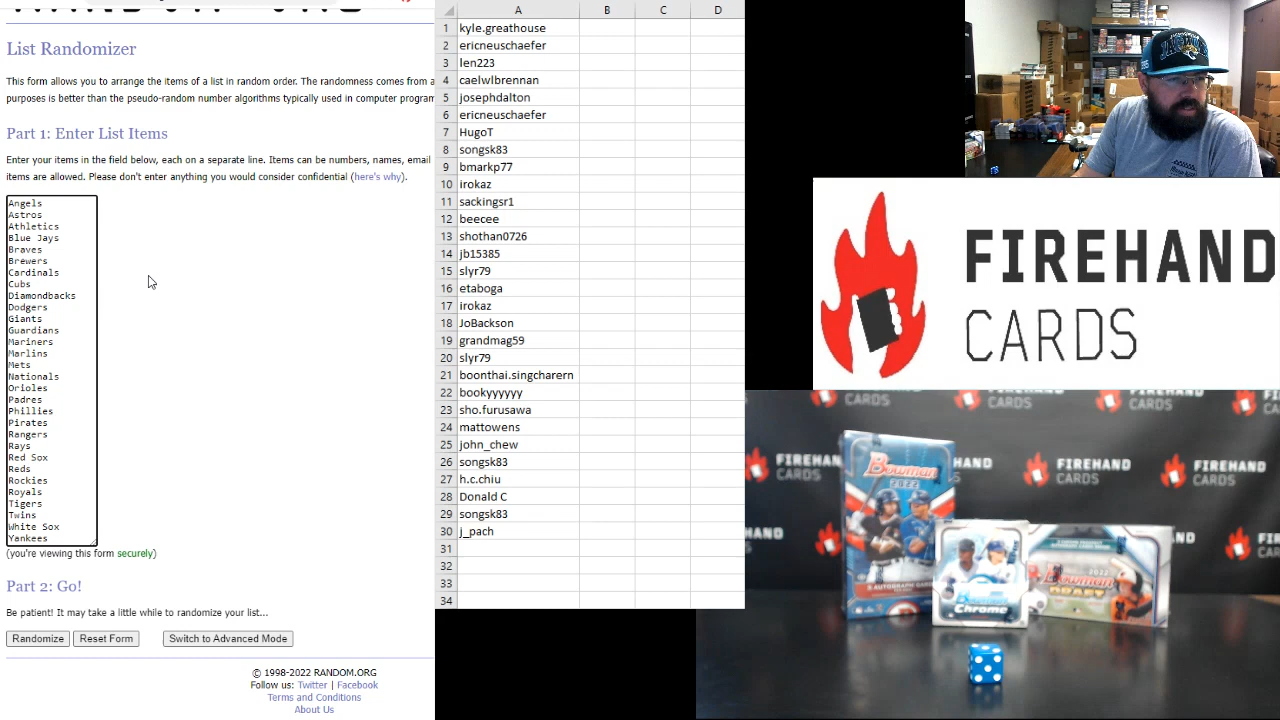 List Randomizer
This form allows you to arrange the items of a list in random order. The randomness comes from a
purposes is better than the pseudo-random number algorithms typically used in computer program
Part 1: Enter List Items
Enter your items in the field below, each on a separate line. Items can be numbers, names, email
items are allowed. Please don't enter anything you would consider confidential (here's why).
Angels
Astros
Athletics
Blue Jays
Braves
Brewers
Cardinals
Cubs
Diamondbacks
Dodgers
Giants
Guardians
Mariners
Marlins
Mets
Nationals
Orioles
Padres
Phillies
Pirates
Rangers
Rays
Red Sox
Reds
Rockies
Royals
Tigers
Twins
White Sox
Yankees
(you're viewing this form securely)
Part 2: Go!
Be patient! It may take a little while to randomize your list...
Randomize Reset Form Switch to Advanced Mode
© 1998-2022 RANDOM.ORG
Follow us: Twitter | Facebook
Terms and Conditions
About Us
A B C D
1 kyle.greathouse
2 ericneuschaefer
3 len223
4 caelwlbrennan
5 josephdalton
6 ericneuschaefer
7 HugoT
8 songsk83
9 bmarkp77
10 irokaz
11 sackingsr1
12 beecee
13 shothan0726
14 jb15385
15 slyr79
16 etaboga
17 irokaz
18 JoBackson
19 grandmag59
20 slyr79
21 boonthai.singcharern
22 bookyyyyyy
23 sho.furusawa
24 mattowens
25 john_chew
26 songsk83
27 h.c.chiu
28 Donald C
29 songsk83
30 j_pach
31
32
33
34
FIREHAND
CARDS
FIREHAND
CARDS
FIREHAND
CARDS
Bowman
2022
Chrome
2022
Bowman
DRAFT